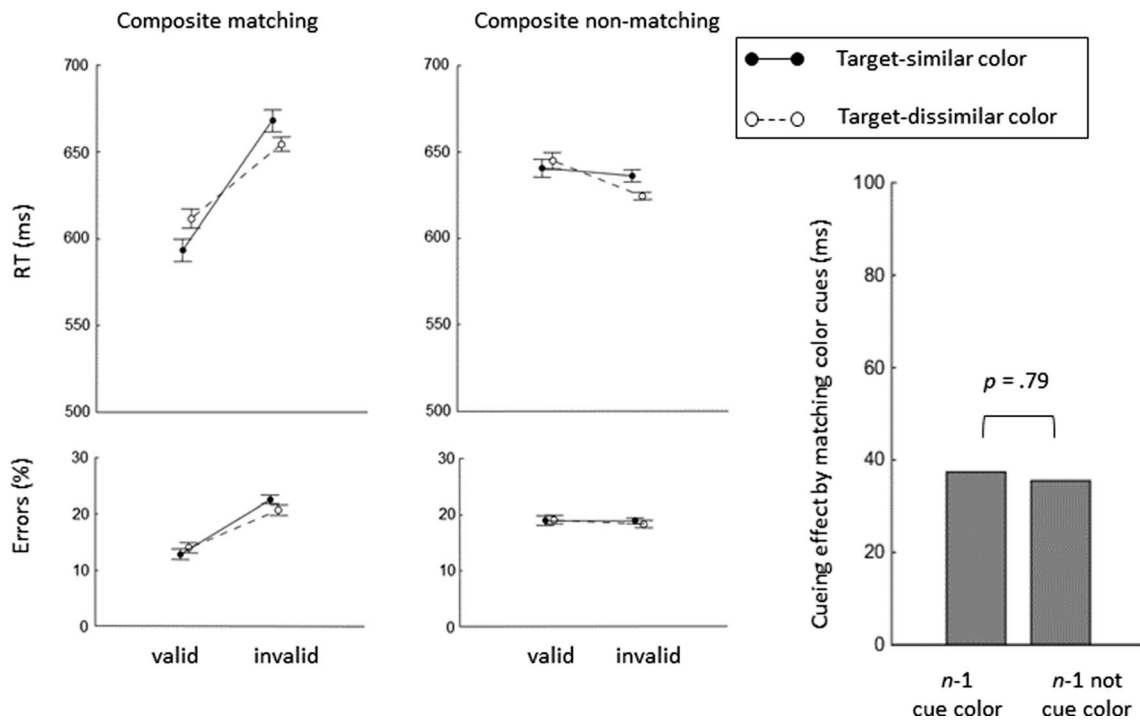 Composite matching
Composite non-matching
Target-similar color
Target-dissimilar color
RT (ms)
700
650
600
550
500
700
650
600
550
500
Errors (%)
30
20
10
0
30
20
10
0
valid
invalid
valid
invalid
Cueing effect by matching color cues (ms)
100
80
60
40
20
0
p = .79
n-1
cue color
n-1 not
cue color